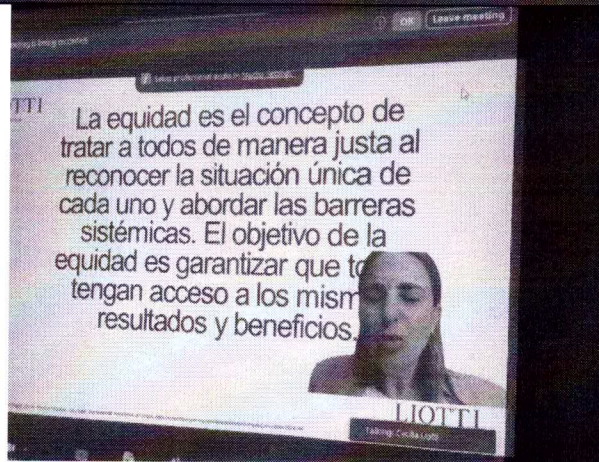 OK
Leave meeting
La equidad es el concepto de
tratar a todos de manera justa al
reconocer la situación única de
cada uno y abordar las barreras
sistémicas. El objetivo de la
equidad es garantizar que to
tengan acceso a los mism
resultados y beneficios.
LIOTTI
Talking: Cecilia Liotti